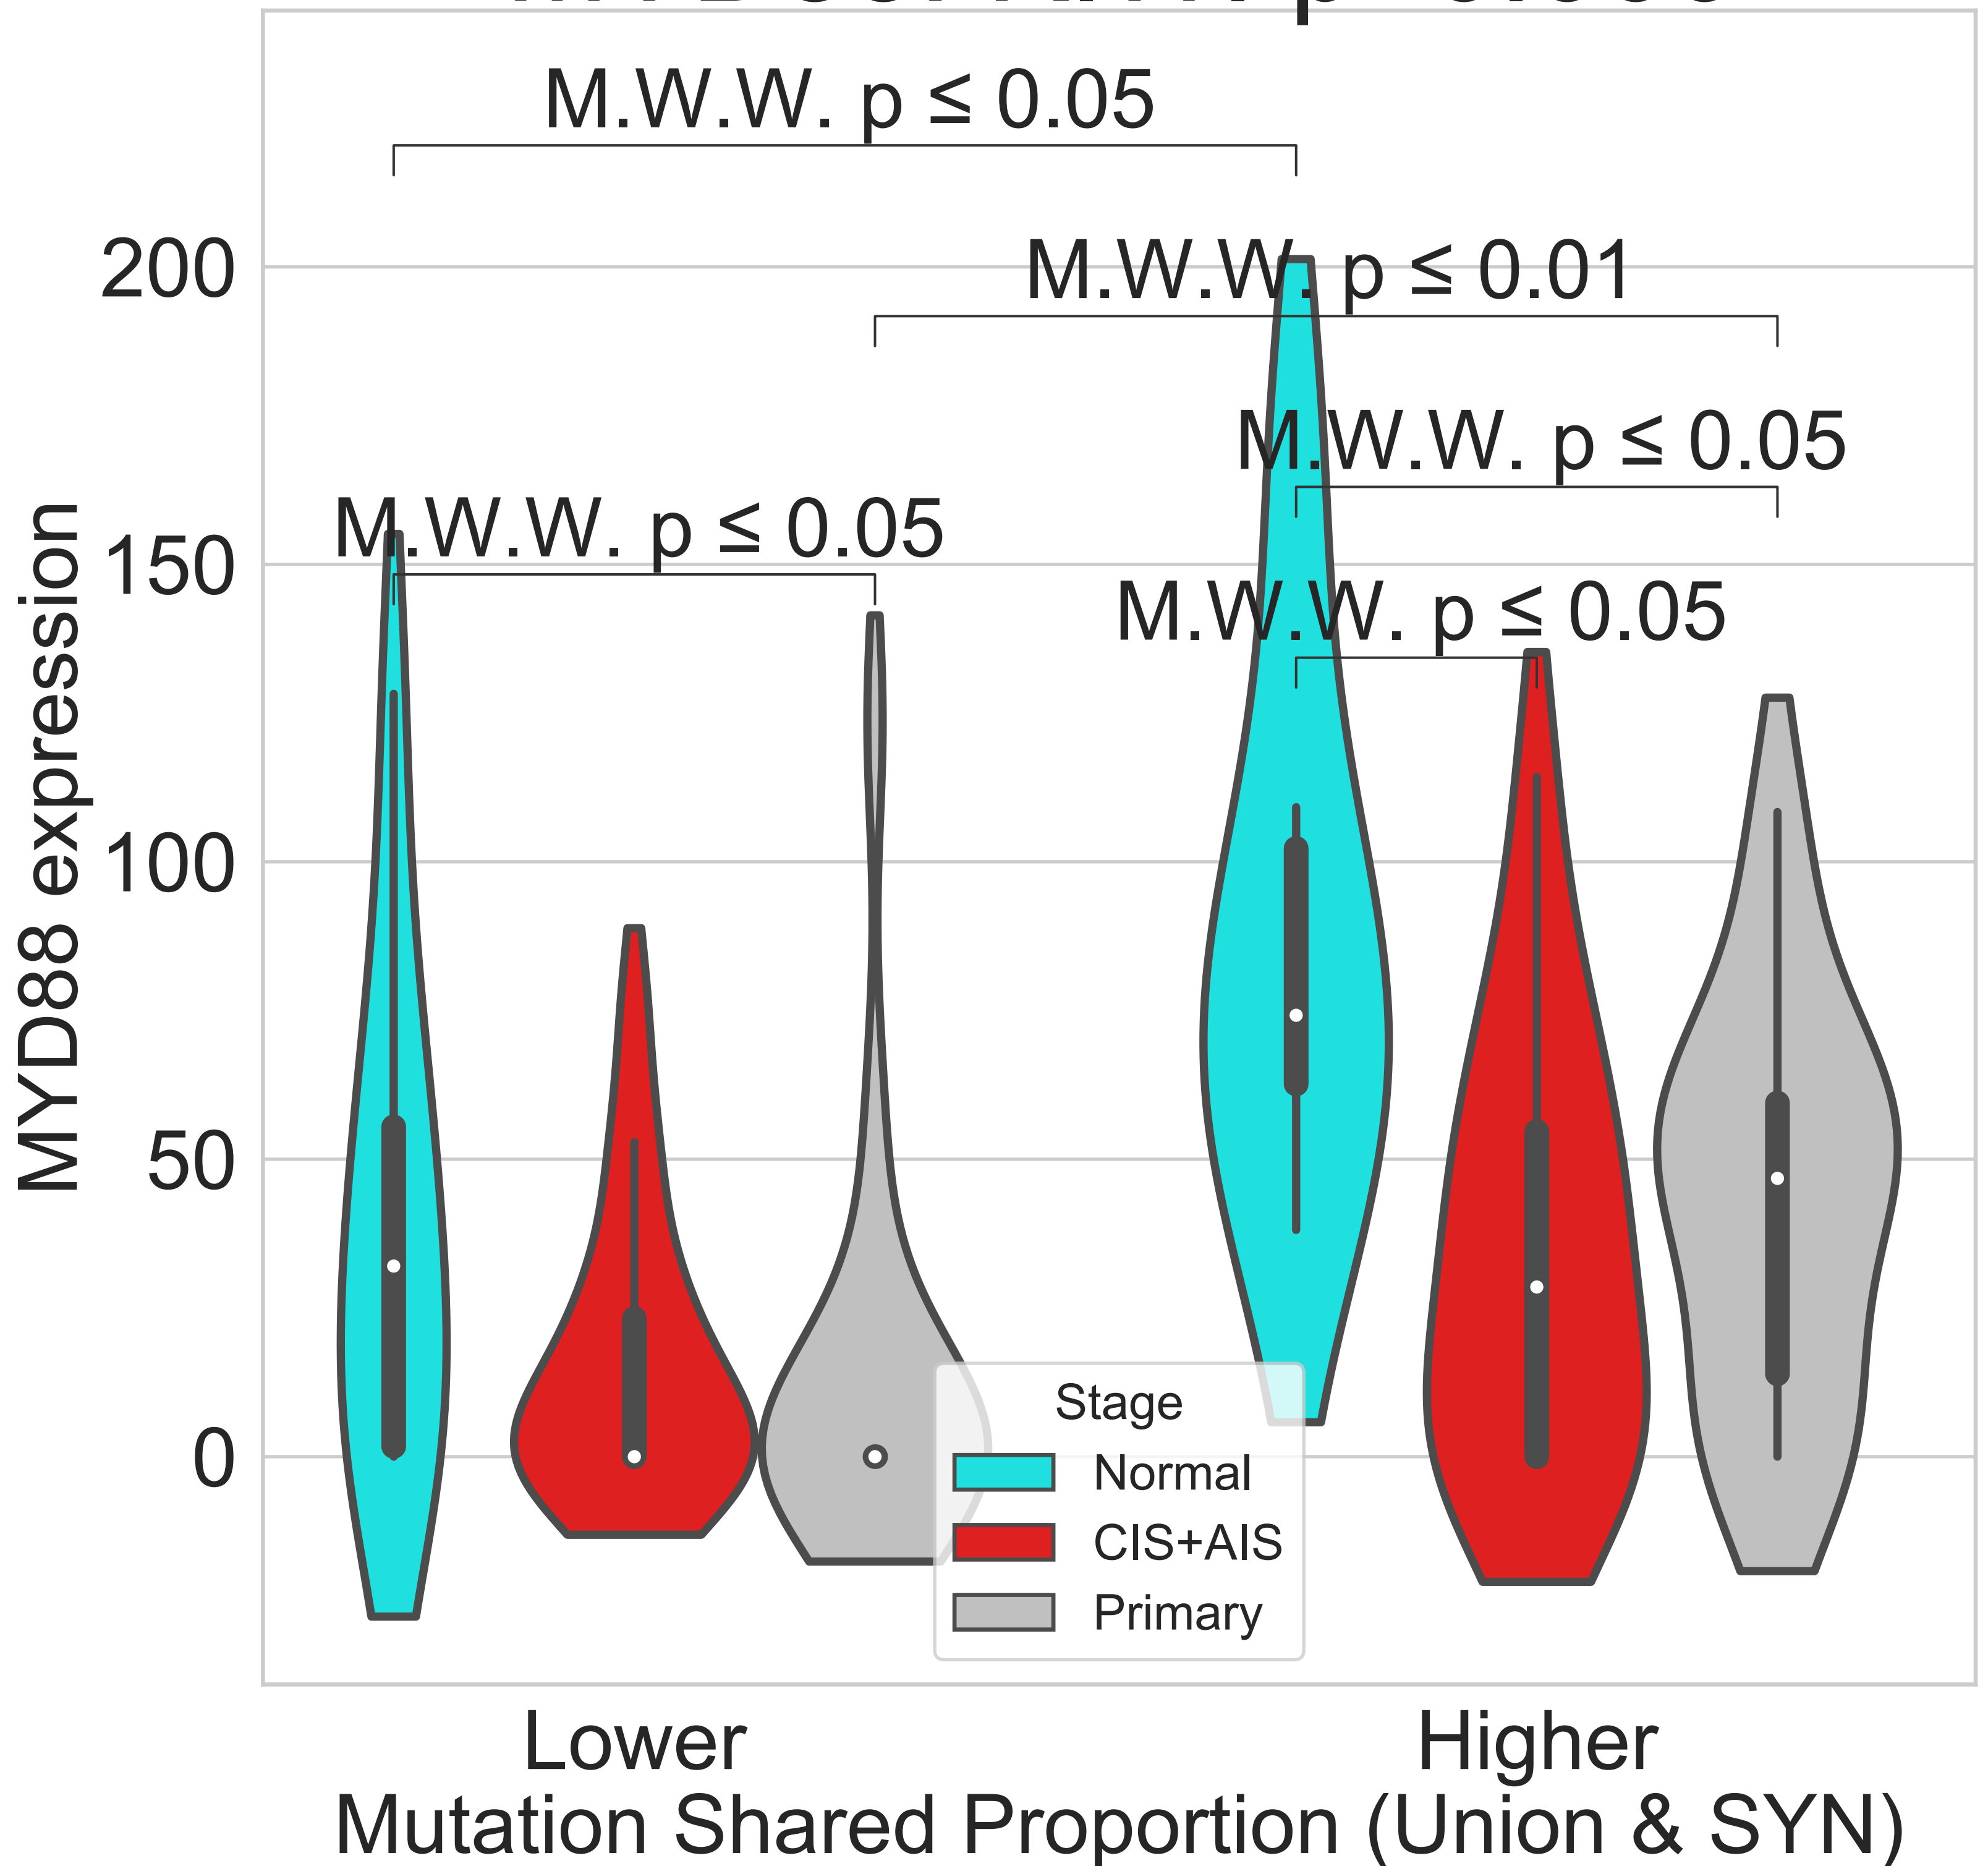 M.W.W. p ≤ 0.05
M.W.W. p ≤ 0.01
M.W.W. p ≤ 0.05
M.W.W. p ≤ 0.05
M.W.W. p ≤ 0.05
MYD88 expression
200
150
100
50
0
Stage
Normal
CIS+AIS
Primary
Lower
Higher
Mutation Shared Proportion (Union & SYN)